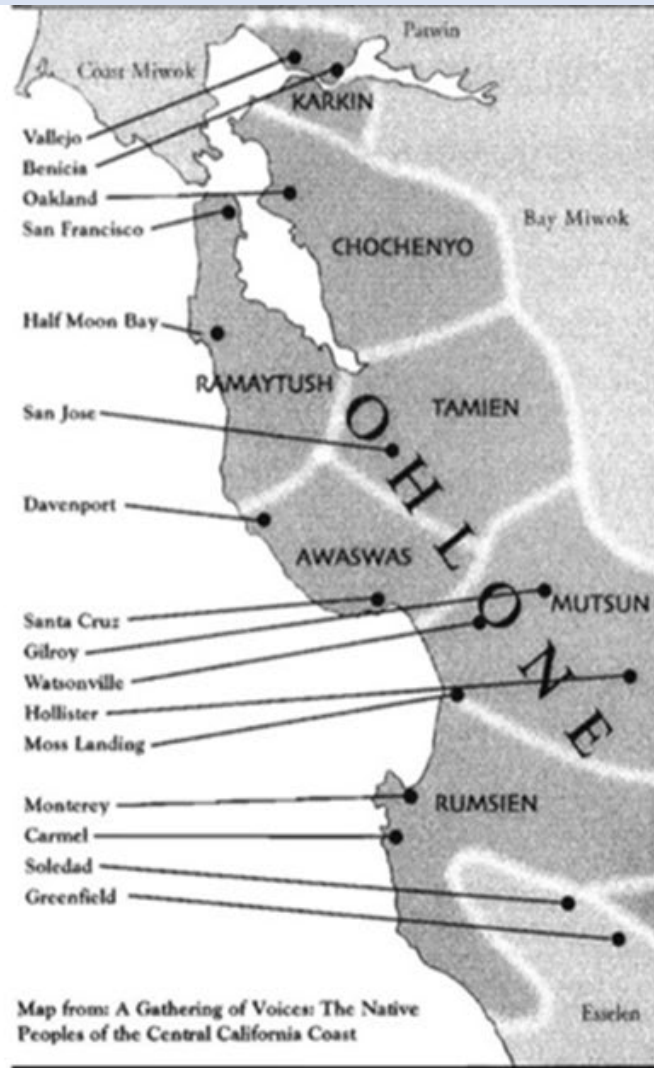 Patwin
Coast Miwok
KARKIN
Vallejo
Benicia
Oakland
San Francisco
Bay Miwok
CHOCHENYO
Half Moon Bay
RAMAYTUSH
San Jose
TAMIEN
OHLONE
Davenport
AWASWAS
MUTSUN
Santa Cruz
Gilroy
Watsonville
Hollister
Moss Landing
Monterey
RUMSIEN
Carmel
Soledad
Greenfield
Esselen
Map from: A Gathering of Voices: The Native
Peoples of the Central California Coast